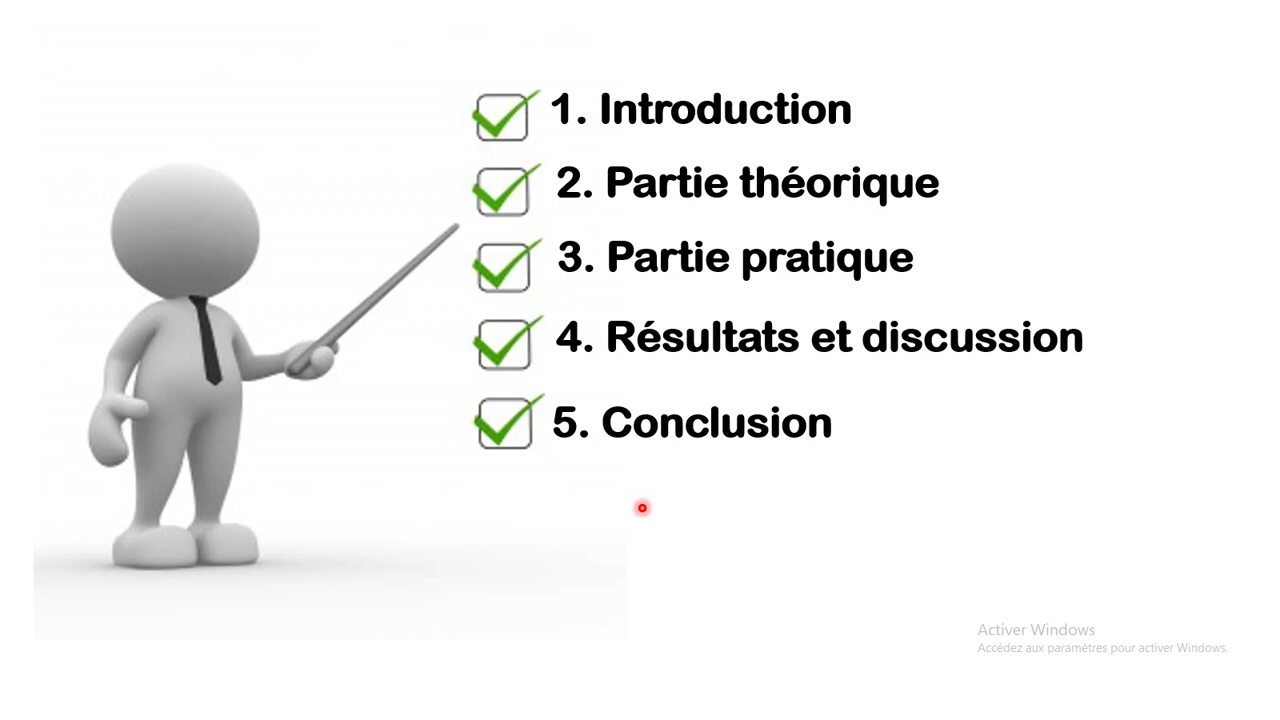 1. Introduction
2. Partie théorique
3. Partie pratique
4. Résultats et discussion
5. Conclusion
Activer Windows
Accédez aux paramètres pour activer Windows.